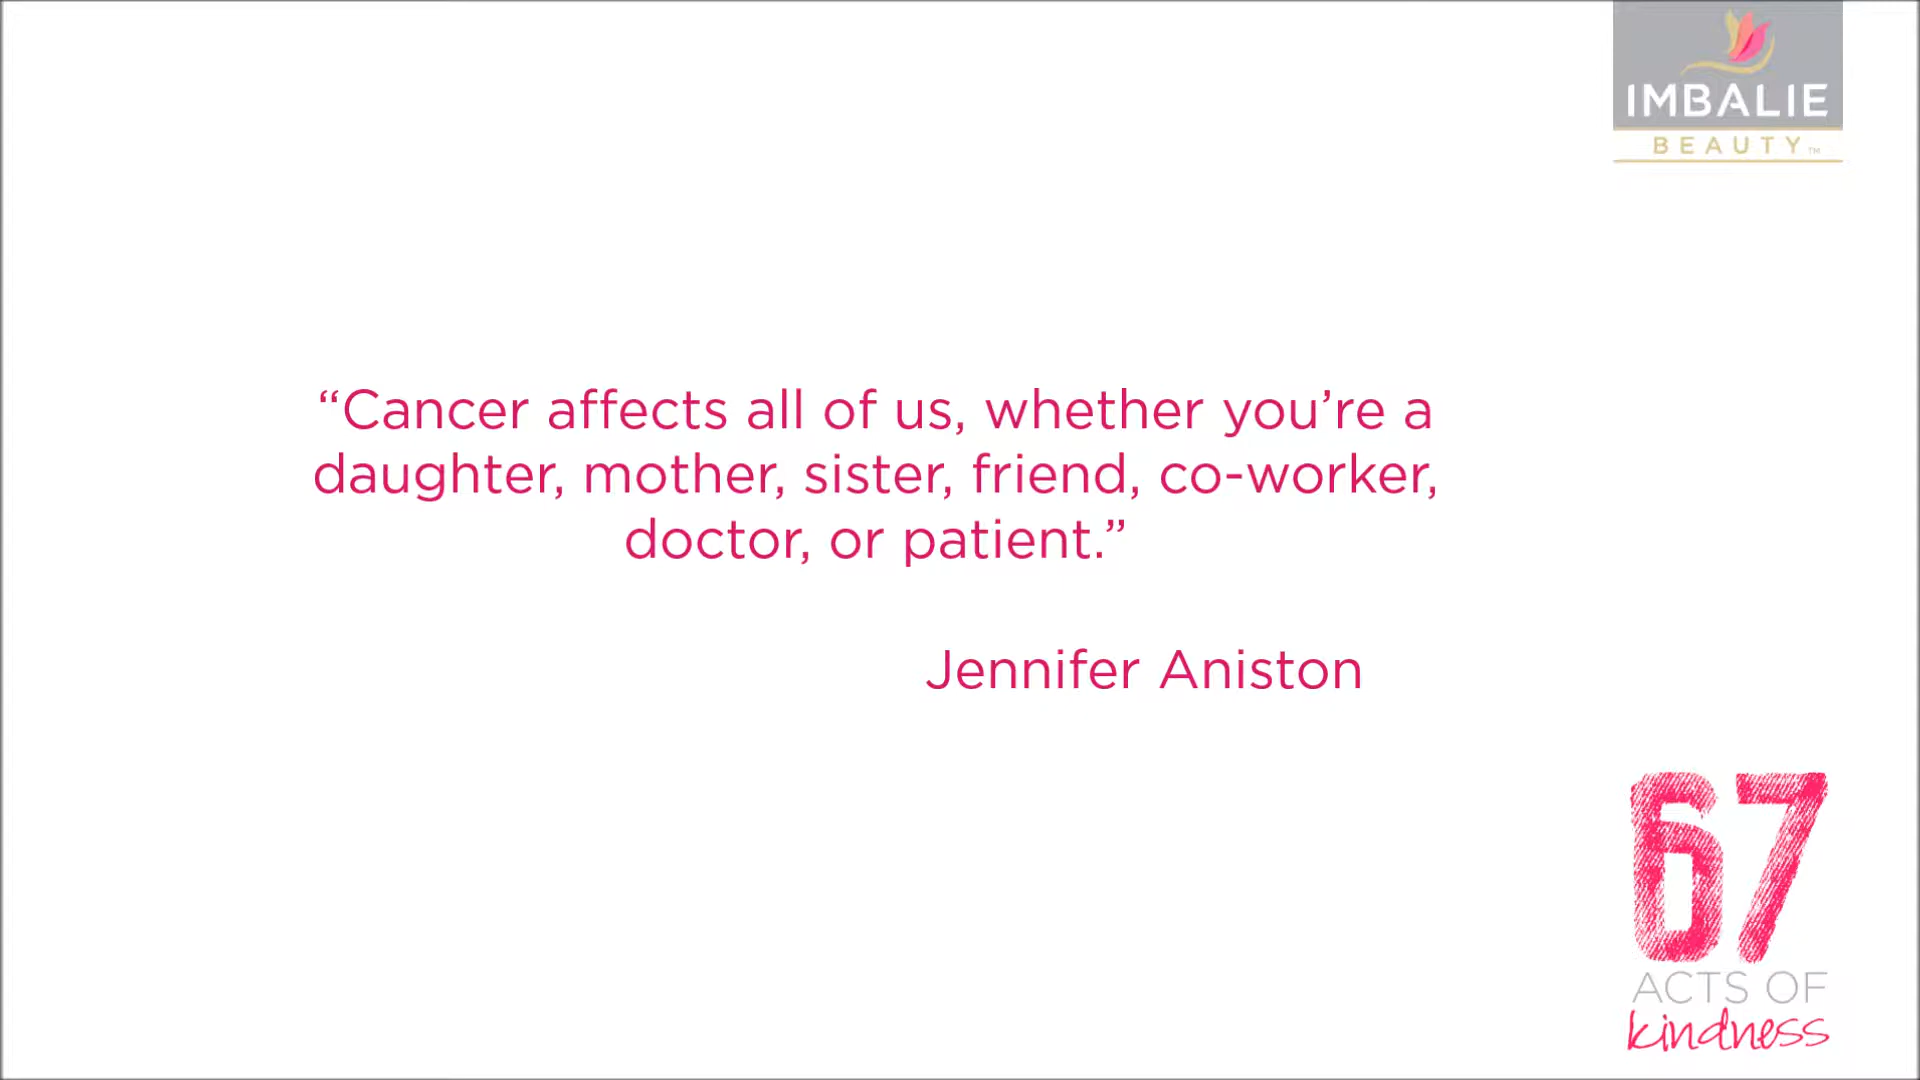 IMBALIE
BEAUTY™
“Cancer affects all of us, whether you’re a
daughter, mother, sister, friend, co-worker,
doctor, or patient.”
Jennifer Aniston
67
ACTS OF
kindness